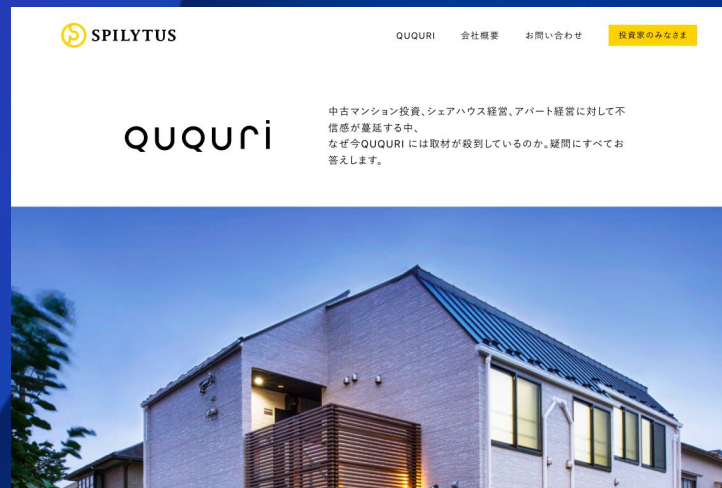 SPILYTUS
QUQURI
会社概要
お問い合わせ
投資家のみなさま
QUQURI
中古マンション投資、シェアハウス経営、アパート経営に対して不
信感が蔓延する中、
なぜ今QUQURI には取材が殺到しているのか。疑問にすべてお
答えします。